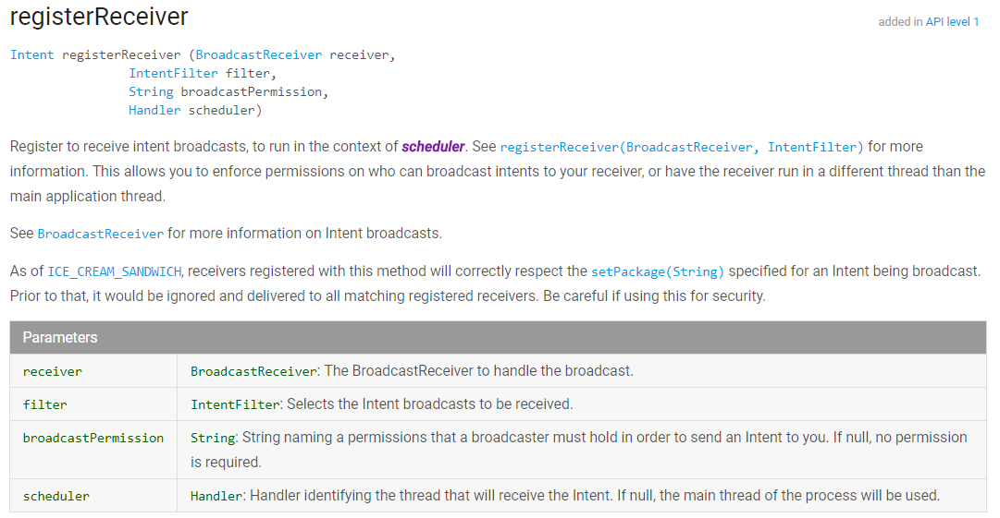 registerReceiver
added in API level 1
Intent registerReceiver (BroadcastReceiver receiver,
IntentFilter filter,
String broadcastPermission,
Handler scheduler)
Register to receive intent broadcasts, to run in the context of scheduler. See registerReceiver(BroadcastReceiver, IntentFilter) for more
information. This allows you to enforce permissions on who can broadcast intents to your receiver, or have the receiver run in a different thread than the
main application thread.
See BroadcastReceiver for more information on Intent broadcasts.
As of ICE_CREAM_SANDWICH, receivers registered with this method will correctly respect the setPackage(String) specified for an Intent being broadcast.
Prior to that, it would be ignored and delivered to all matching registered receivers. Be careful if using this for security.
Parameters
receiver BroadcastReceiver: The BroadcastReceiver to handle the broadcast.
filter IntentFilter: Selects the Intent broadcasts to be received.
broadcastPermission String: String naming a permissions that a broadcaster must hold in order to send an Intent to you. If null, no permission
is required.
scheduler Handler: Handler identifying the thread that will receive the Intent. If null, the main thread of the process will be used.